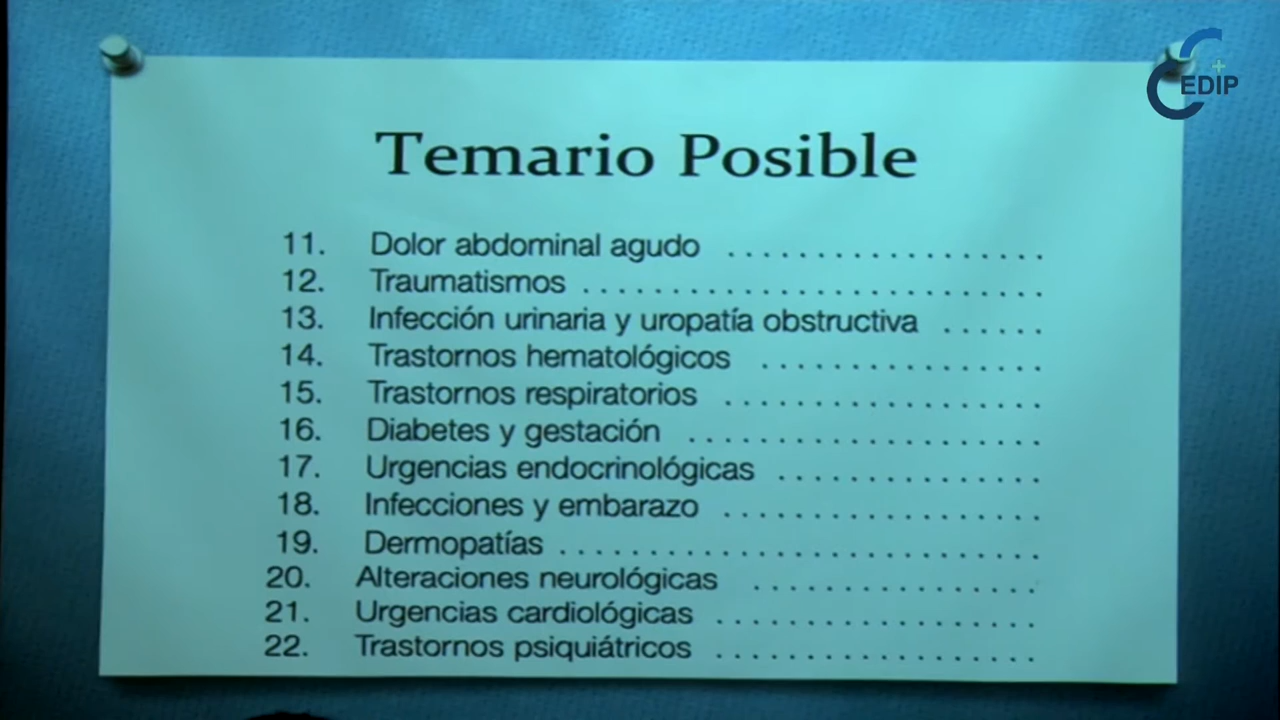 EDIP
Temario Posible
11. Dolor abdominal agudo ..................
12. Traumatismos ..........................
13. Infección urinaria y uropatía obstructiva ......
14. Trastornos hematológicos ................
15. Trastornos respiratorios ..................
16. Diabetes y gestación ....................
17. Urgencias endocrinológicas ...............
18. Infecciones y embarazo ..................
19. Dermopatías ...........................
20. Alteraciones neurológicas ................
21. Urgencias cardiológicas ..................
22. Trastornos psiquiátricos ..................